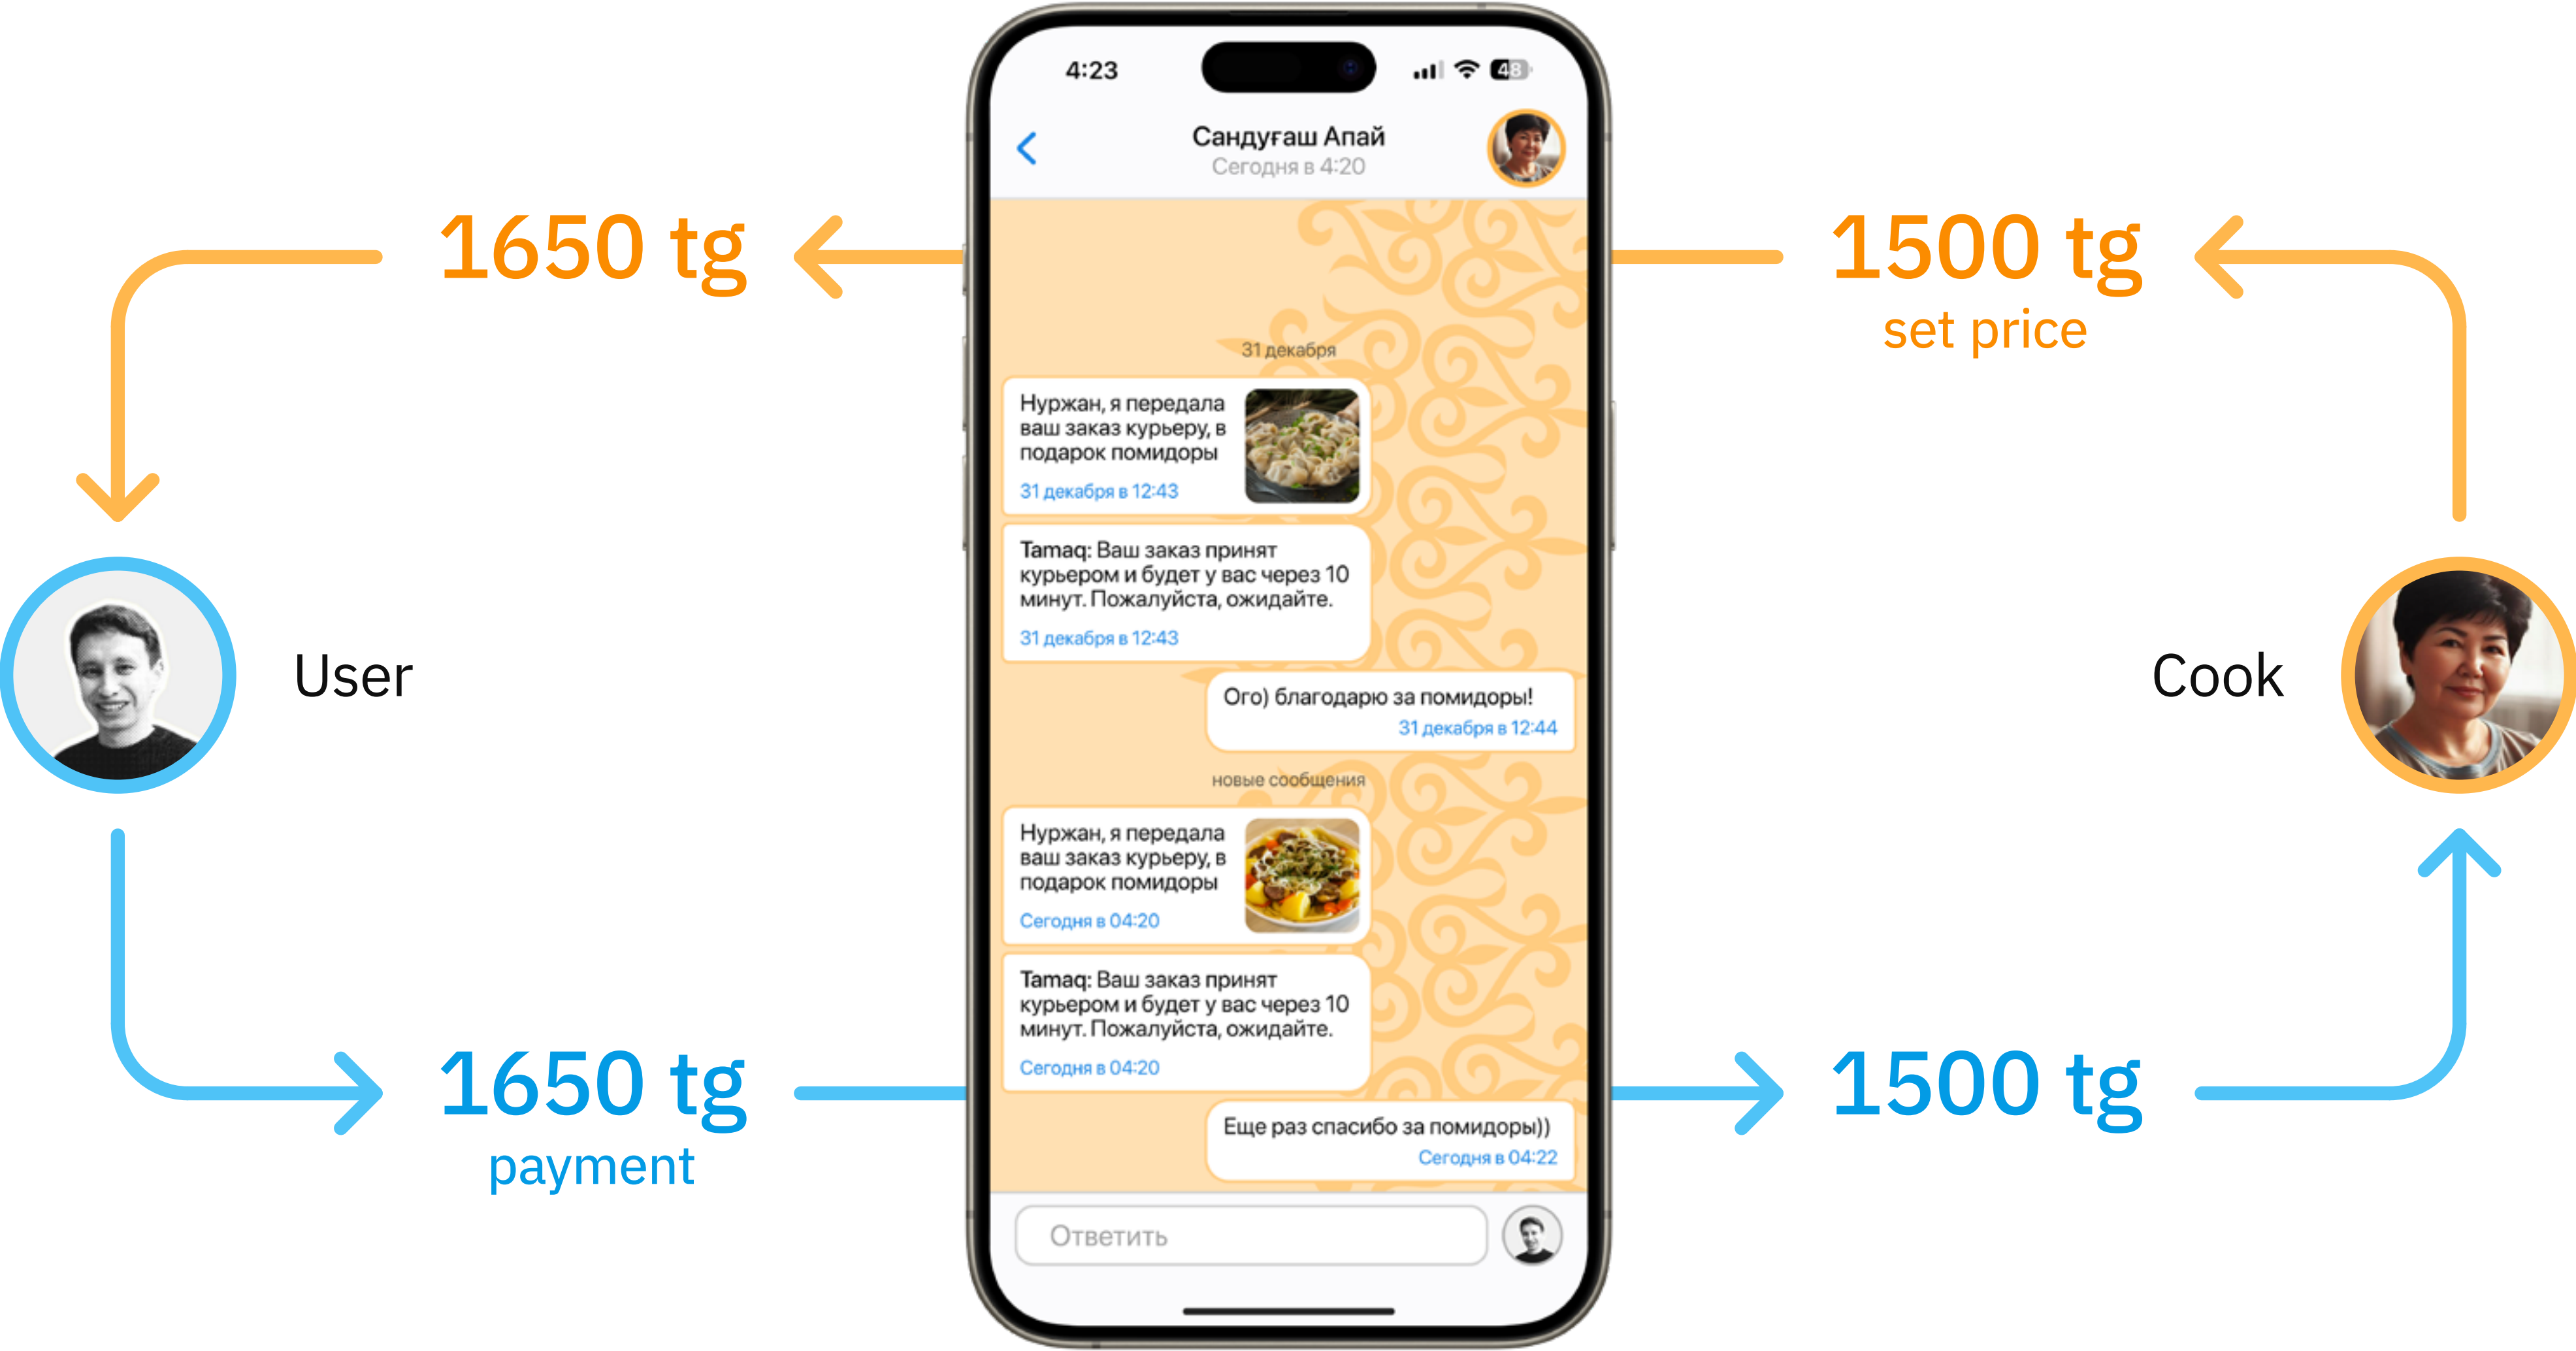 4:23
48
Сандуғаш Апай
Сегодня в 4:20
1650 tg
1500 tg
set price
31 декабря
Нуржан, я передала
ваш заказ курьеру, в
подарок помидоры
31 декабря в 12:43
Tamaq: Ваш заказ принят
курьером и будет у вас через 10
минут. Пожалуйста, ожидайте.
31 декабря в 12:43
Ого) благодарю за помидоры!
31 декабря в 12:44
User
Cook
новые сообщения
Нуржан, я передала
ваш заказ курьеру, в
подарок помидоры
Сегодня в 04:20
Tamaq: Ваш заказ принят
курьером и будет у вас через 10
минут. Пожалуйста, ожидайте.
Сегодня в 04:20
1650 tg
payment
1500 tg
Еще раз спасибо за помидоры))
Сегодня в 04:22
Ответить